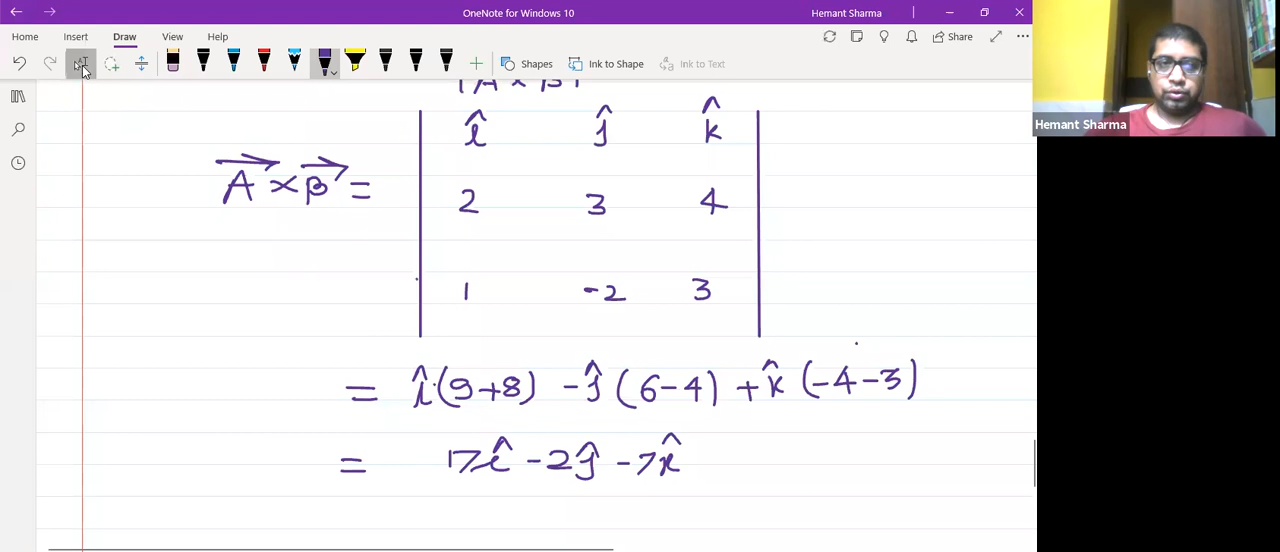 OneNote for Windows 10
Hemant Sharma
Home Insert Draw View Help
Share
Shapes Ink to Shape Ink to Text
Hemant Sharma
î ĵ k̂
A × B =
2 3 4
1 -2 3
= î (9+8) - ĵ (6-4) + k̂ (-4-3)
= 17î - 2ĵ - 7k̂